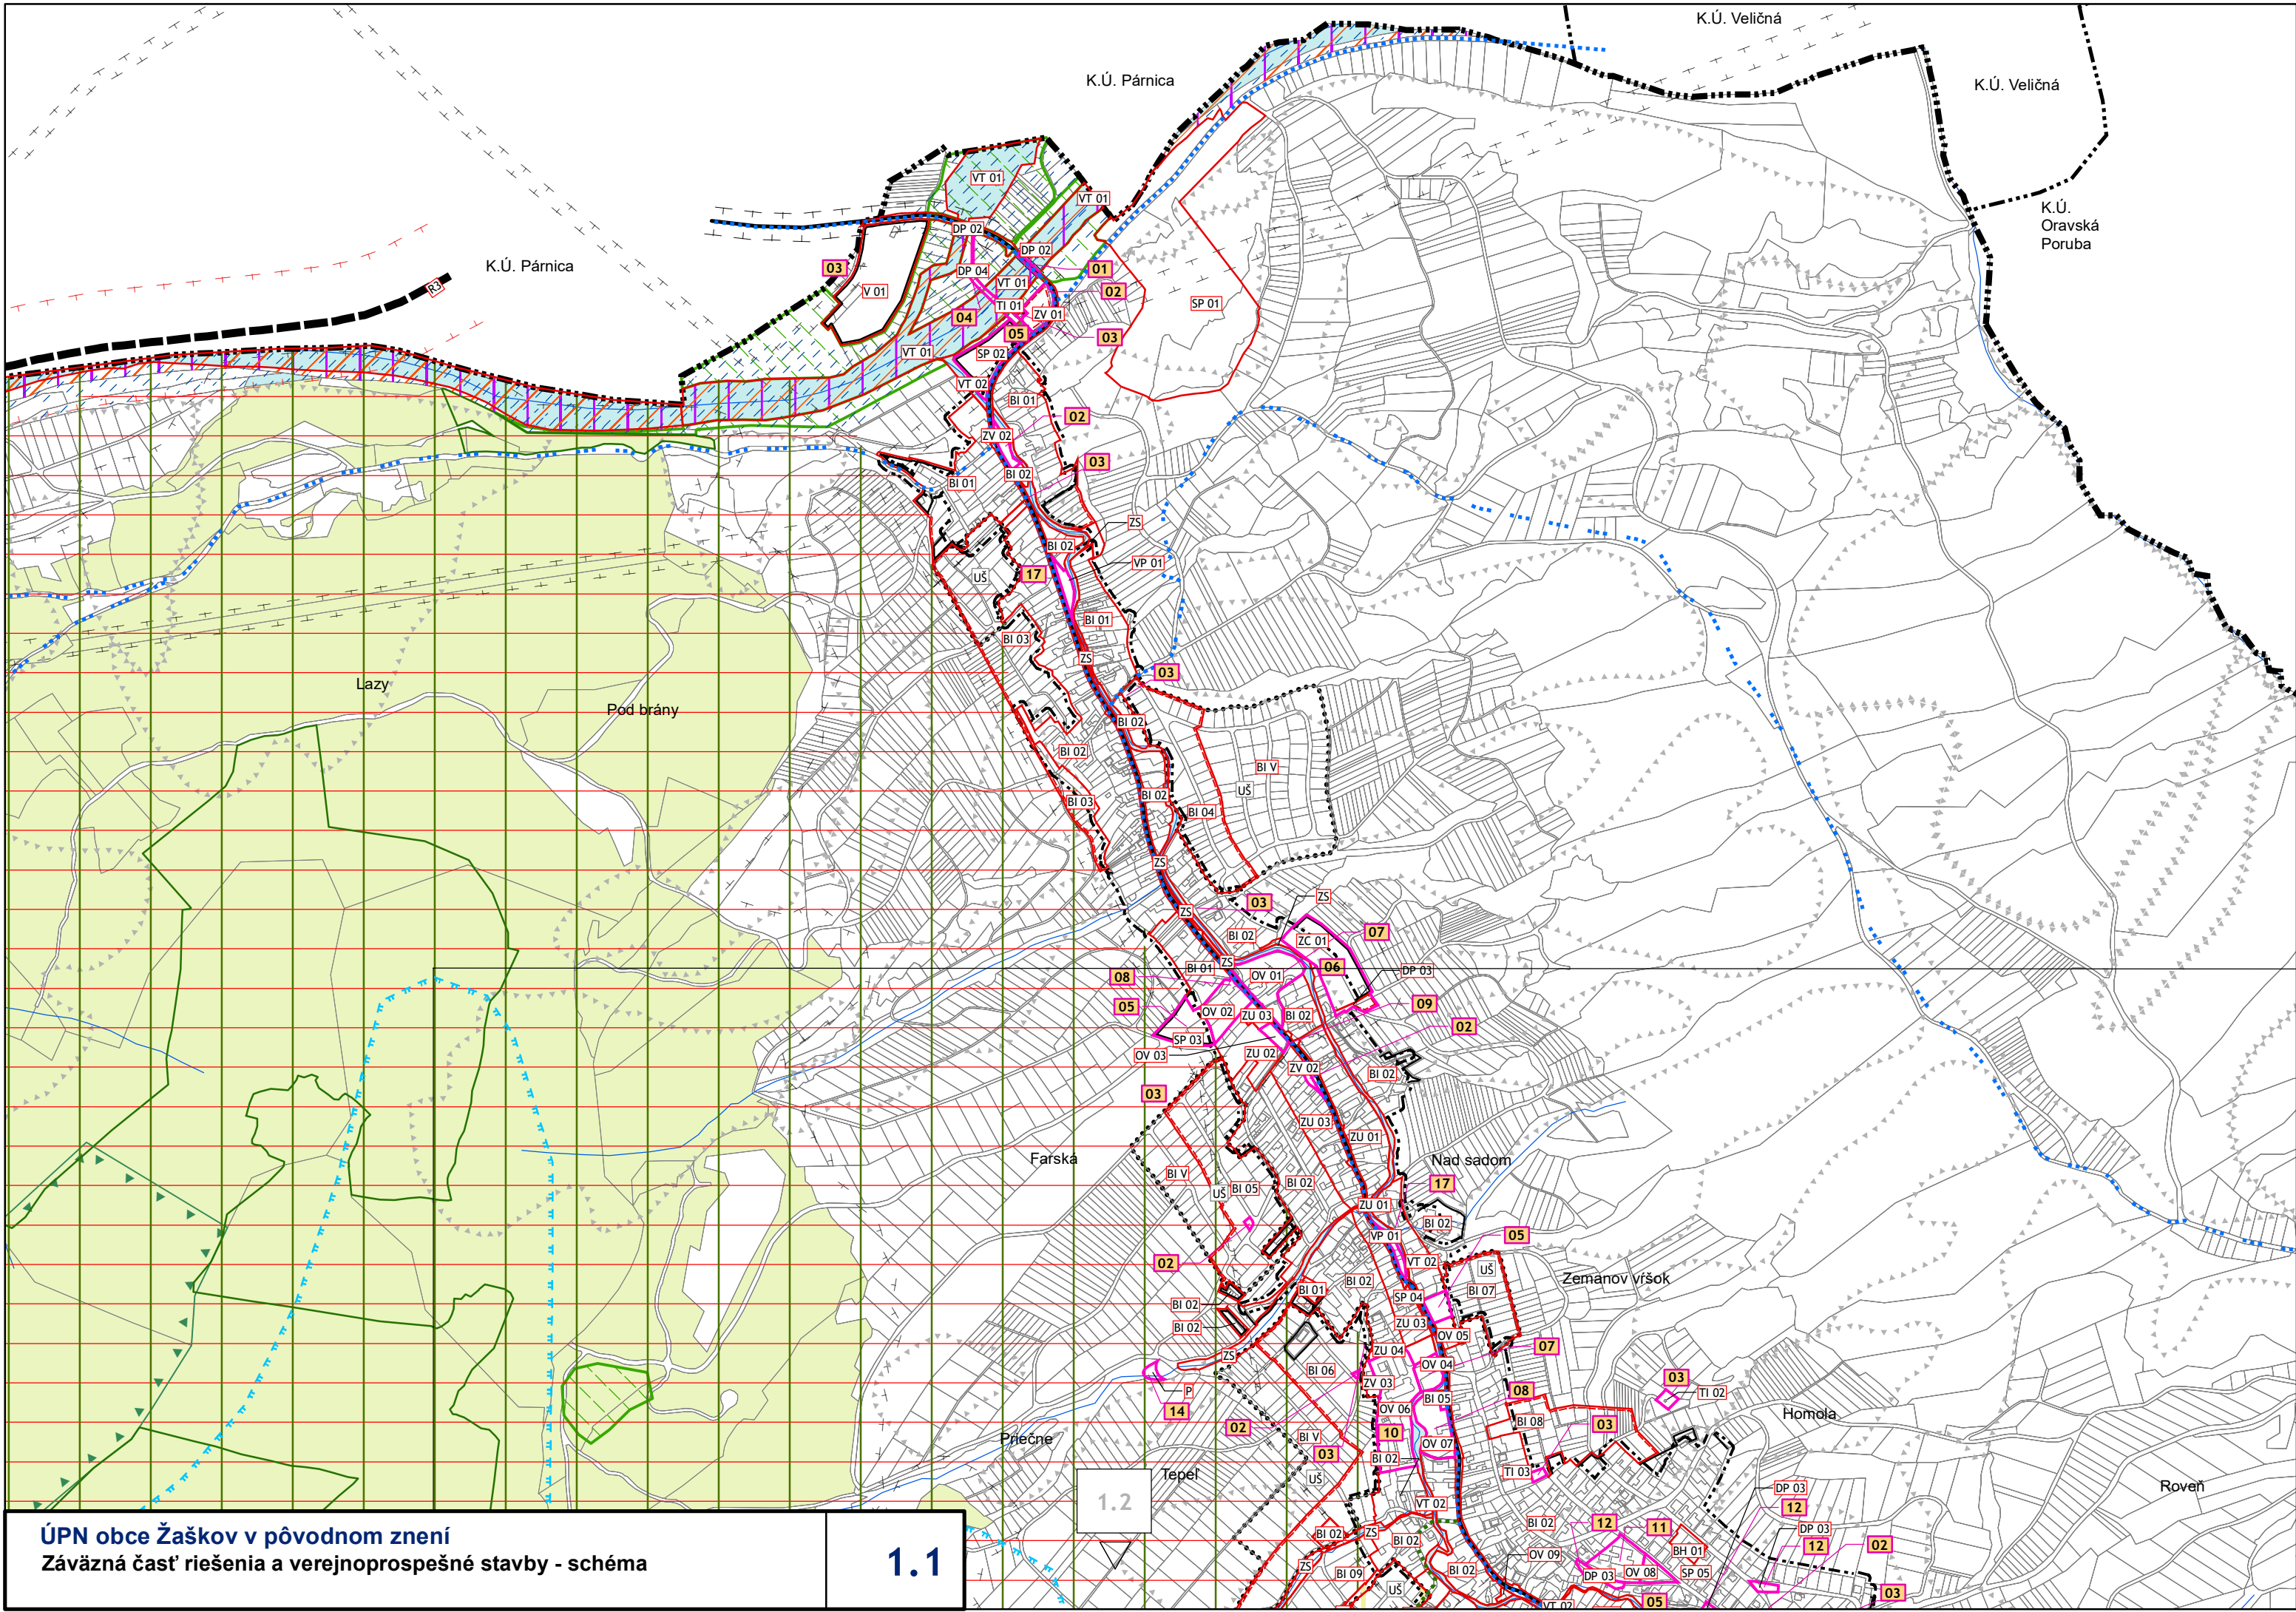 K.Ú. Veličná
K.Ú. Párnica
K.Ú. Veličná
K.Ú.
Oravská
Poruba
K.Ú. Párnica
R3
VT 01
VT 01
DP 02
DP 02
03
DP 04
01
V 01
VT 01
02
TI 01
SP 01
04
ZV 01
05
03
VT 01
SP 02
VT 02
BI 01
02
ZV 02
03
BI 02
BI 01
ZS
BI 02
VP 01
17
UŠ
BI 01
BI 03
ZS
03
Lazy
Pod brány
BI 02
BI 02
BI V
UŠ
BI 02
BI 03
BI 04
ZS
ZS
03
ZS
BI 02
07
ZC 01
ZS
06
BI 01
DP 03
08
OV 01
05
09
OV 02
ZU 03
BI 02
02
SP 03
OV 03
ZU 02
ZV 02
BI 02
03
ZU 03
ZU 01
Farská
Nad sadom
BI V
BI 02
17
UŠ
BI 05
ZU 01
BI 02
VP 01
05
02
VT 02
UŠ
Zemanov vŕšok
BI 02
BI 01
BI 07
SP 04
BI 02
BI 02
ZU 03
OV 05
07
ZU 04
ZS
OV 04
BI 06
03
ZV 03
08
P
TI 02
BI 05
14
OV 06
Homola
BI 08
03
02
10
BI V
Priečne
OV 07
03
BI 02
TI 03
Tepeľ
UŠ
Roveň
DP 03
1.2
VT 02
12
BI 02
12
11
DP 03
BI 02
ZS
BI 02
12
02
BH 01
OV 09
ZS
BI 09
BI 02
DP 03
OV 08
SP 05
UŠ
03
05
VT 02
ÚPN obce Žaškov v pôvodnom znení
Záväzná časť riešenia a verejnoprospešné stavby - schéma
1.1